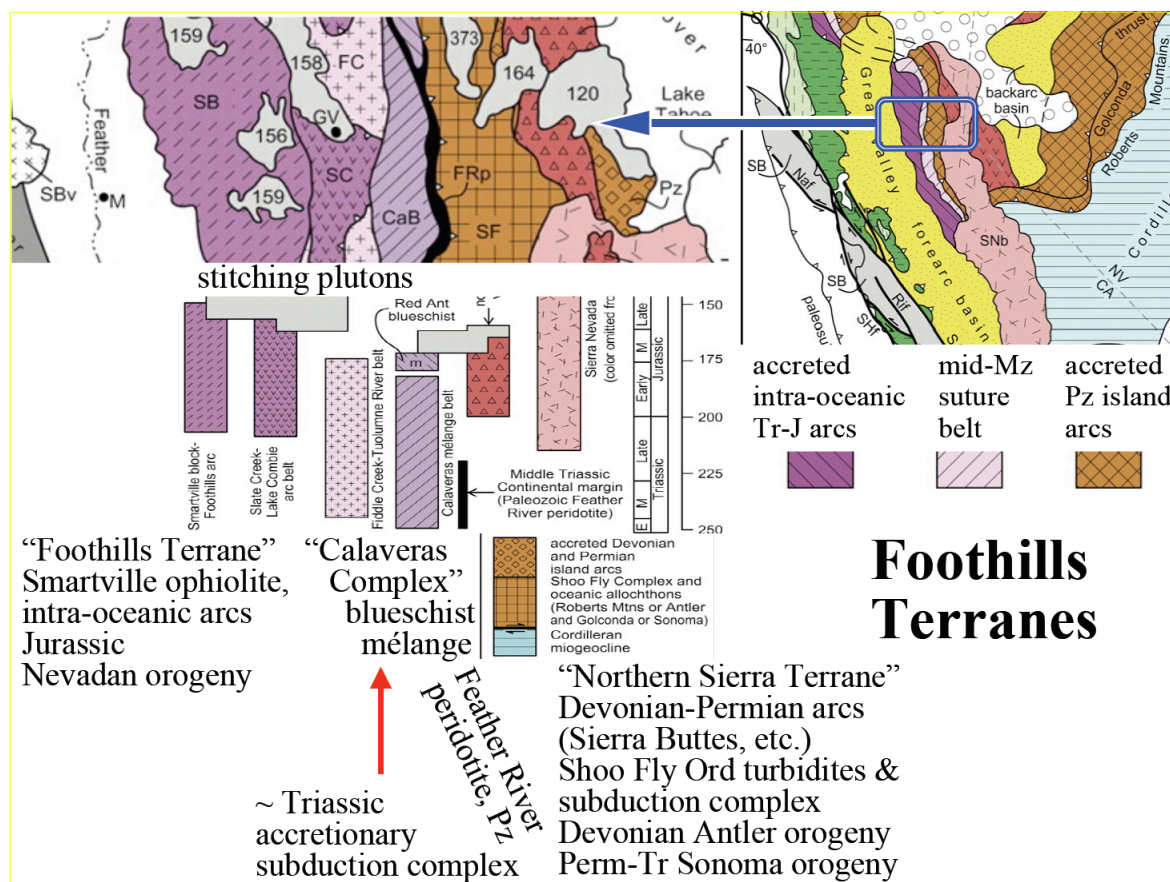 159
158
FC
373
over
164
120
Lake
Tahoe
SB
156
GV
SC
159
Feather
SBv
M
CaB
FRp
SF
Pz
40°
Great Valley forearc basin
SB
Naf
SB
Rif
SHf
SNb
NV
CA
backarc
basin
thrust
Golconda
Roberts
Mountains
Cordille
stitching plutons
Red Ant
blueschist
m
Smartville block-
Foothills arc
Slate Creek-
Lake Combie
arc belt
Fiddle Creek-Tuolumne River belt
Calaveras mélange belt
Sierra Nevada
(color omitted fro
Middle Triassic
Continental margin
(Paleozoic Feather
River peridotite)
Late
M
Early
Jurassic
Late
M
E
Triassic
150
175
200
225
250
accreted
intra-oceanic
Tr-J arcs
mid-Mz
suture
belt
accreted
Pz island
arcs
"Foothills Terrane"
Smartville ophiolite,
intra-oceanic arcs
Jurassic
Nevadan orogeny
"Calaveras
Complex"
blueschist
mélange
accreted Devonian
and Permian
island arcs
Shoo Fly Complex and
oceanic allochthons
(Roberts Mtns or Antler
and Golconda or Sonoma)
Cordilleran
miogeocline
Foothills
Terranes
~ Triassic
accretionary
subduction complex
Feather River
peridotite, Pz
"Northern Sierra Terrane"
Devonian-Permian arcs
(Sierra Buttes, etc.)
Shoo Fly Ord turbidites &
subduction complex
Devonian Antler orogeny
Perm-Tr Sonoma orogeny